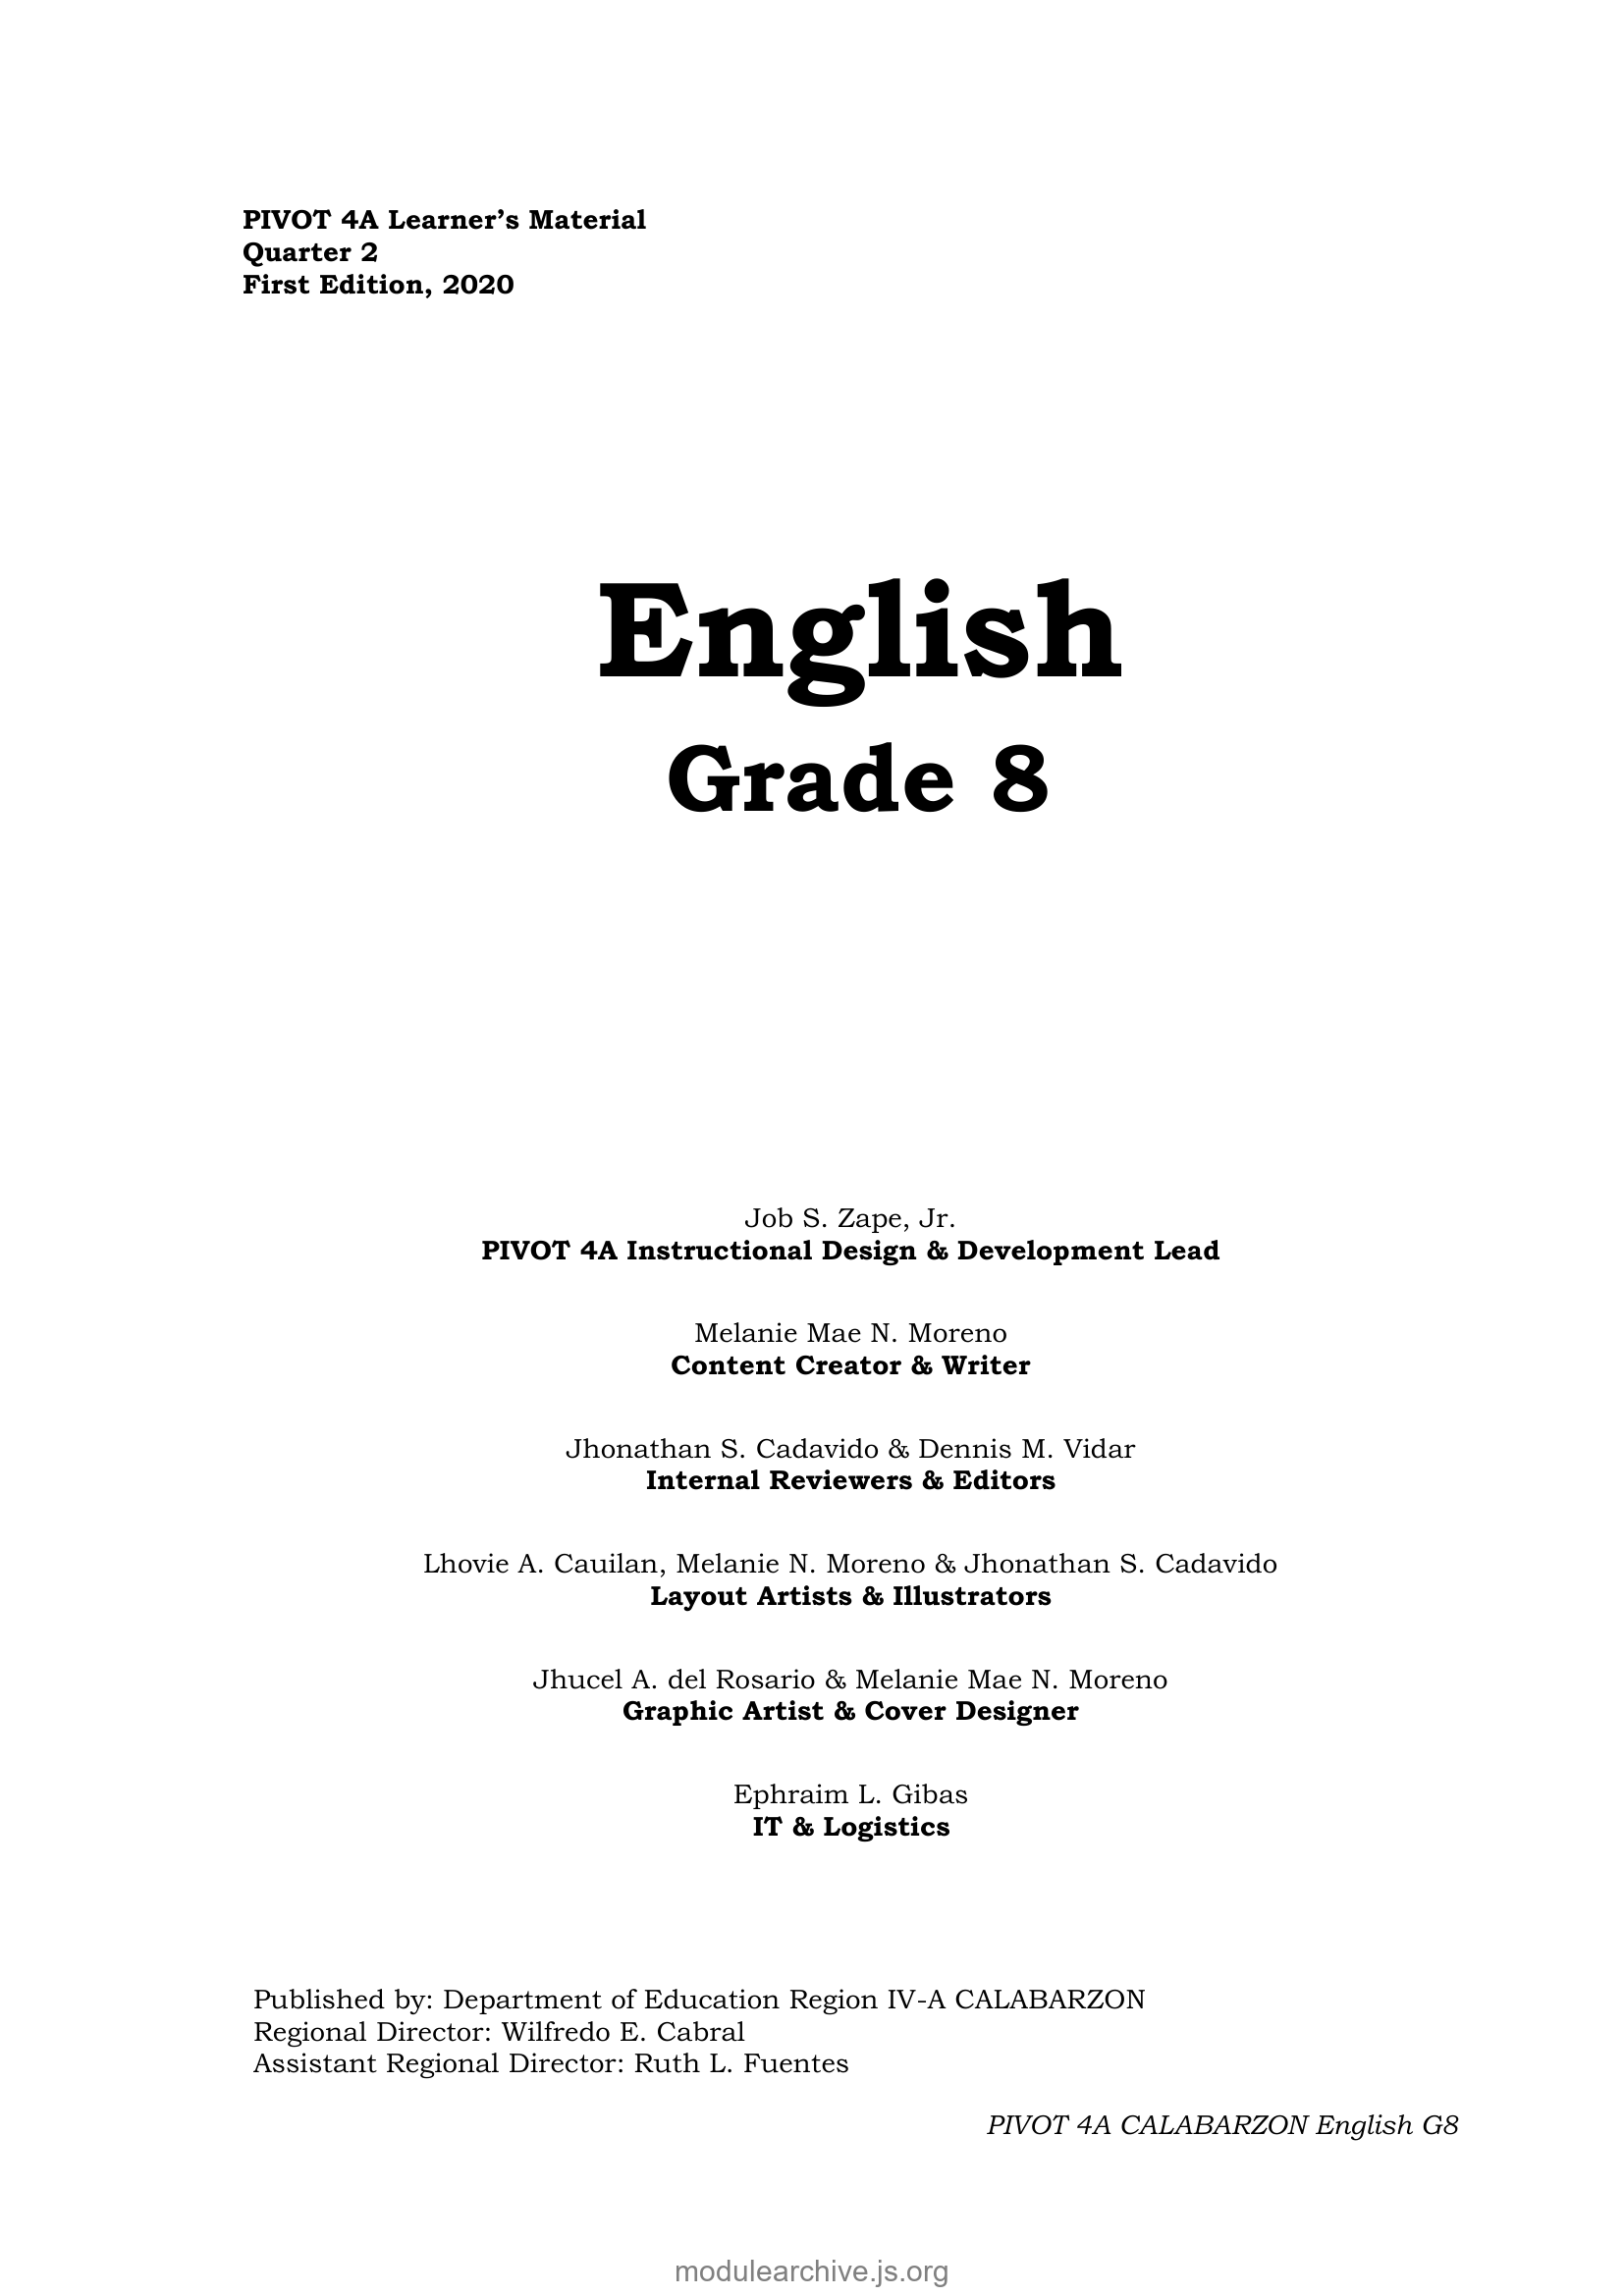 PIVOT 4A Learner’s Material
Quarter 2
First Edition, 2020
English
Grade 8
Job S. Zape, Jr.
PIVOT 4A Instructional Design & Development Lead
Melanie Mae N. Moreno
Content Creator & Writer
Jhonathan S. Cadavido & Dennis M. Vidar
Internal Reviewers & Editors
Lhovie A. Cauilan, Melanie N. Moreno & Jhonathan S. Cadavido
Layout Artists & Illustrators
Jhucel A. del Rosario & Melanie Mae N. Moreno
Graphic Artist & Cover Designer
Ephraim L. Gibas
IT & Logistics
Published by: Department of Education Region IV-A CALABARZON
Regional Director: Wilfredo E. Cabral
Assistant Regional Director: Ruth L. Fuentes
PIVOT 4A CALABARZON English G8
modulearchive.js.org